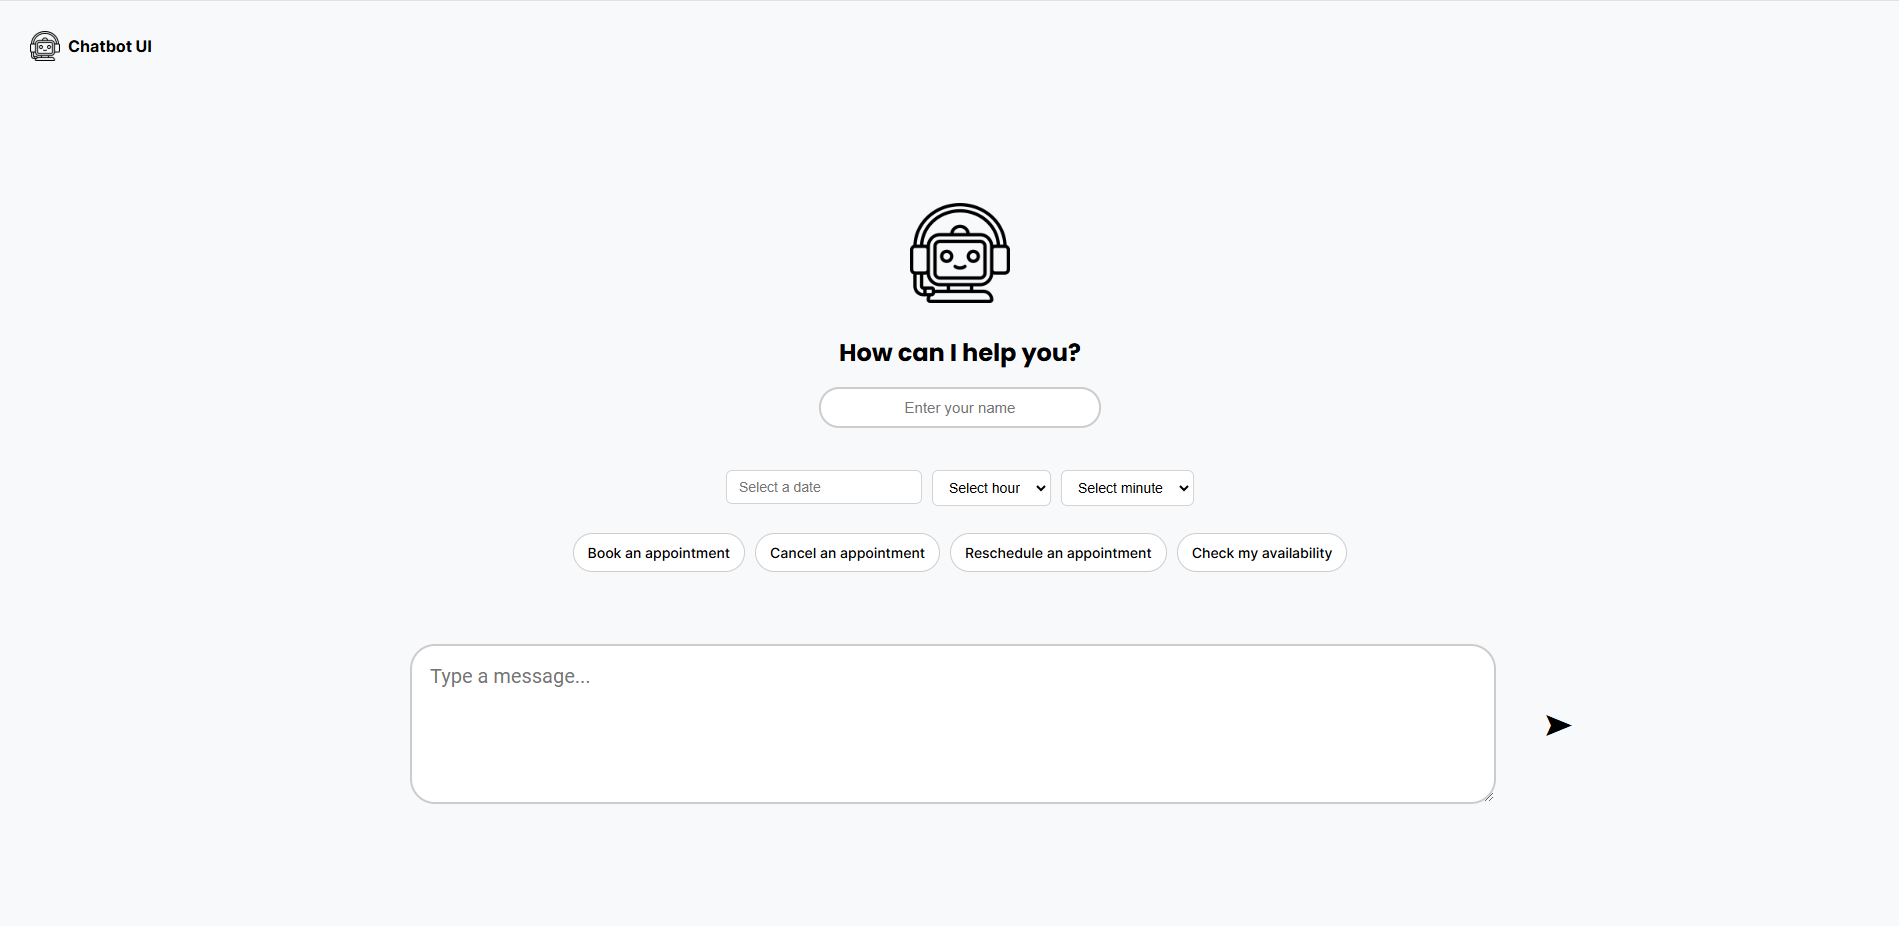 Chatbot UI
How can I help you?
Enter your name
Select a date Select hour Select minute
Book an appointment Cancel an appointment Reschedule an appointment Check my availability
Type a message...